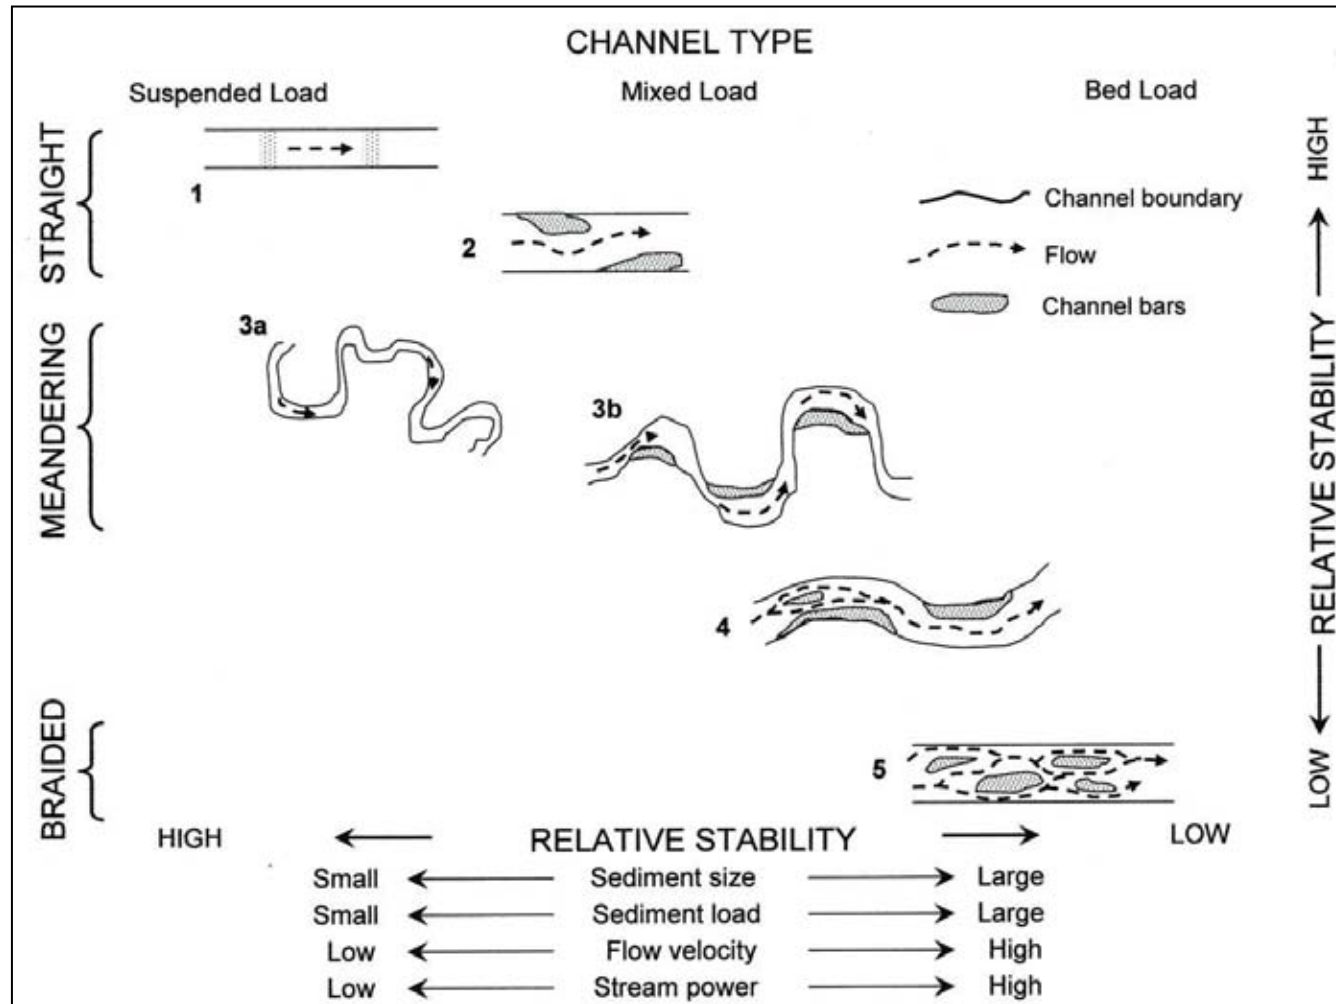 CHANNEL TYPE
Suspended Load Mixed Load Bed Load
STRAIGHT
1
2
HIGH
Channel boundary
Flow
Channel bars
MEANDERING
3a
3b
RELATIVE STABILITY
4
BRAIDED
5
LOW
HIGH RELATIVE STABILITY LOW
Small Sediment size Large
Small Sediment load Large
Low Flow velocity High
Low Stream power High